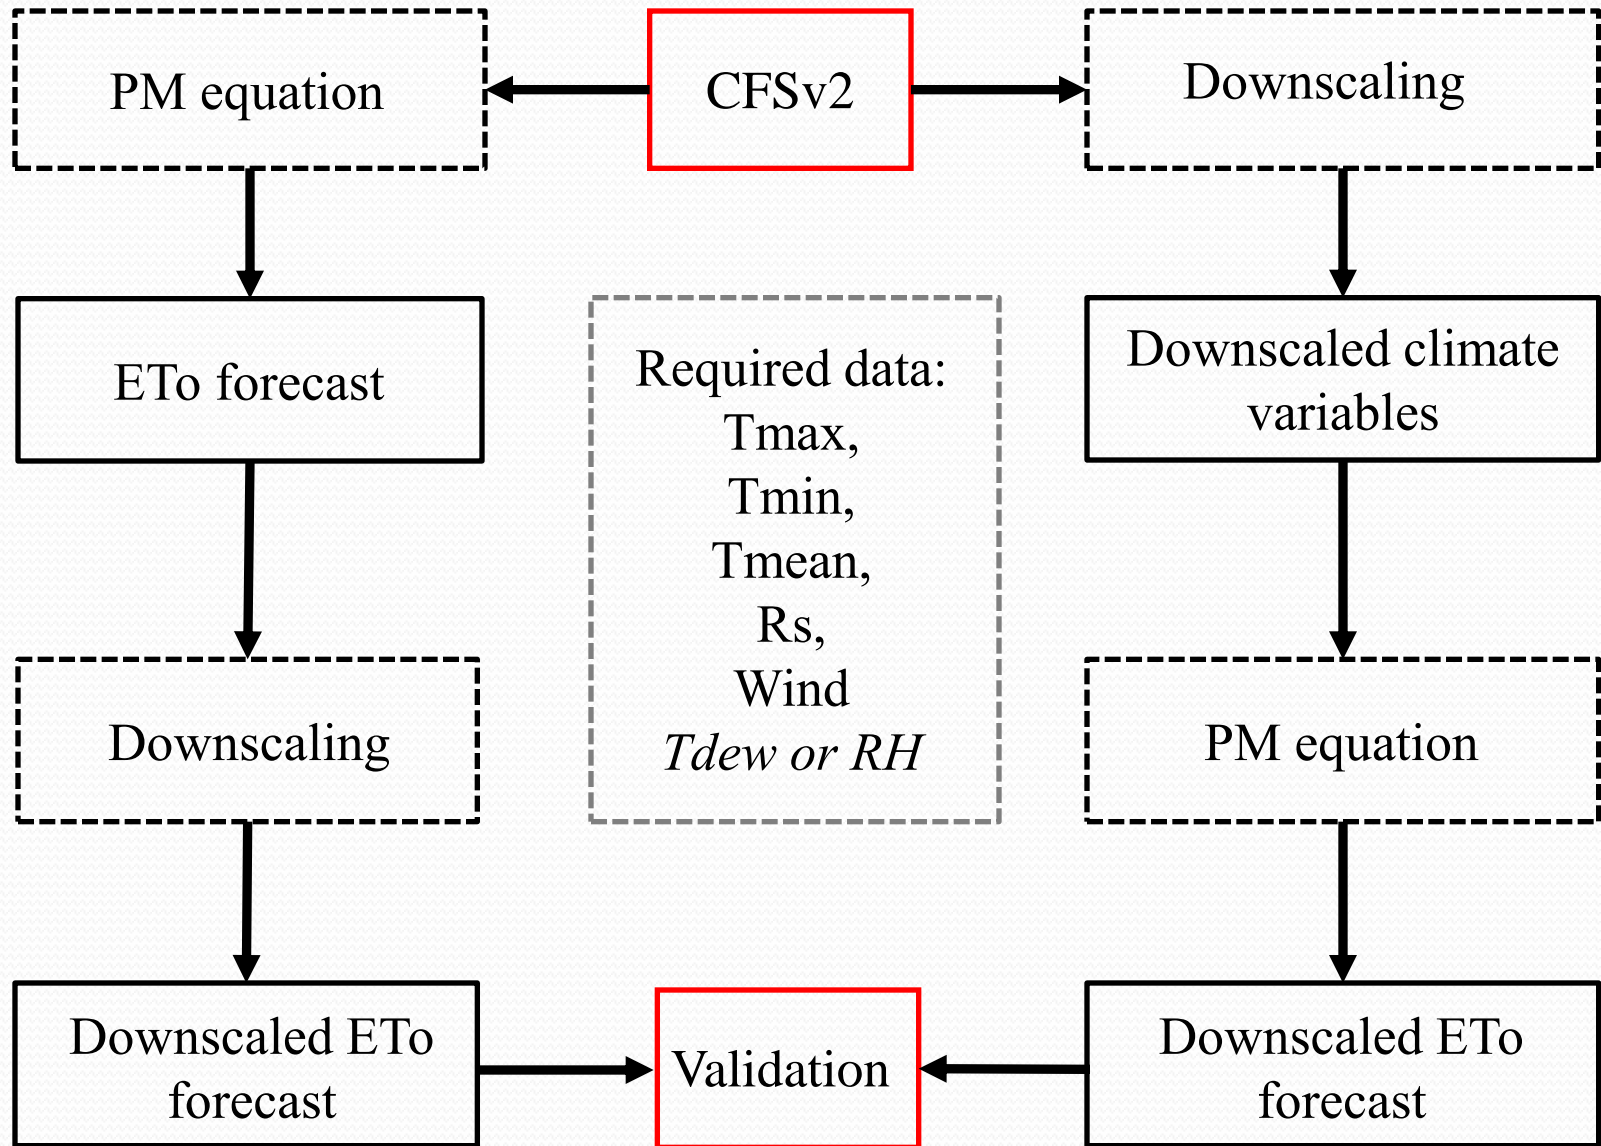 PM equation
CFSv2
Downscaling
ETo forecast
Required data:
Tmax,
Tmin,
Tmean,
Rs,
Wind
Tdew or RH
Downscaled climate
variables
Downscaling
PM equation
Downscaled ETo
forecast
Validation
Downscaled ETo
forecast